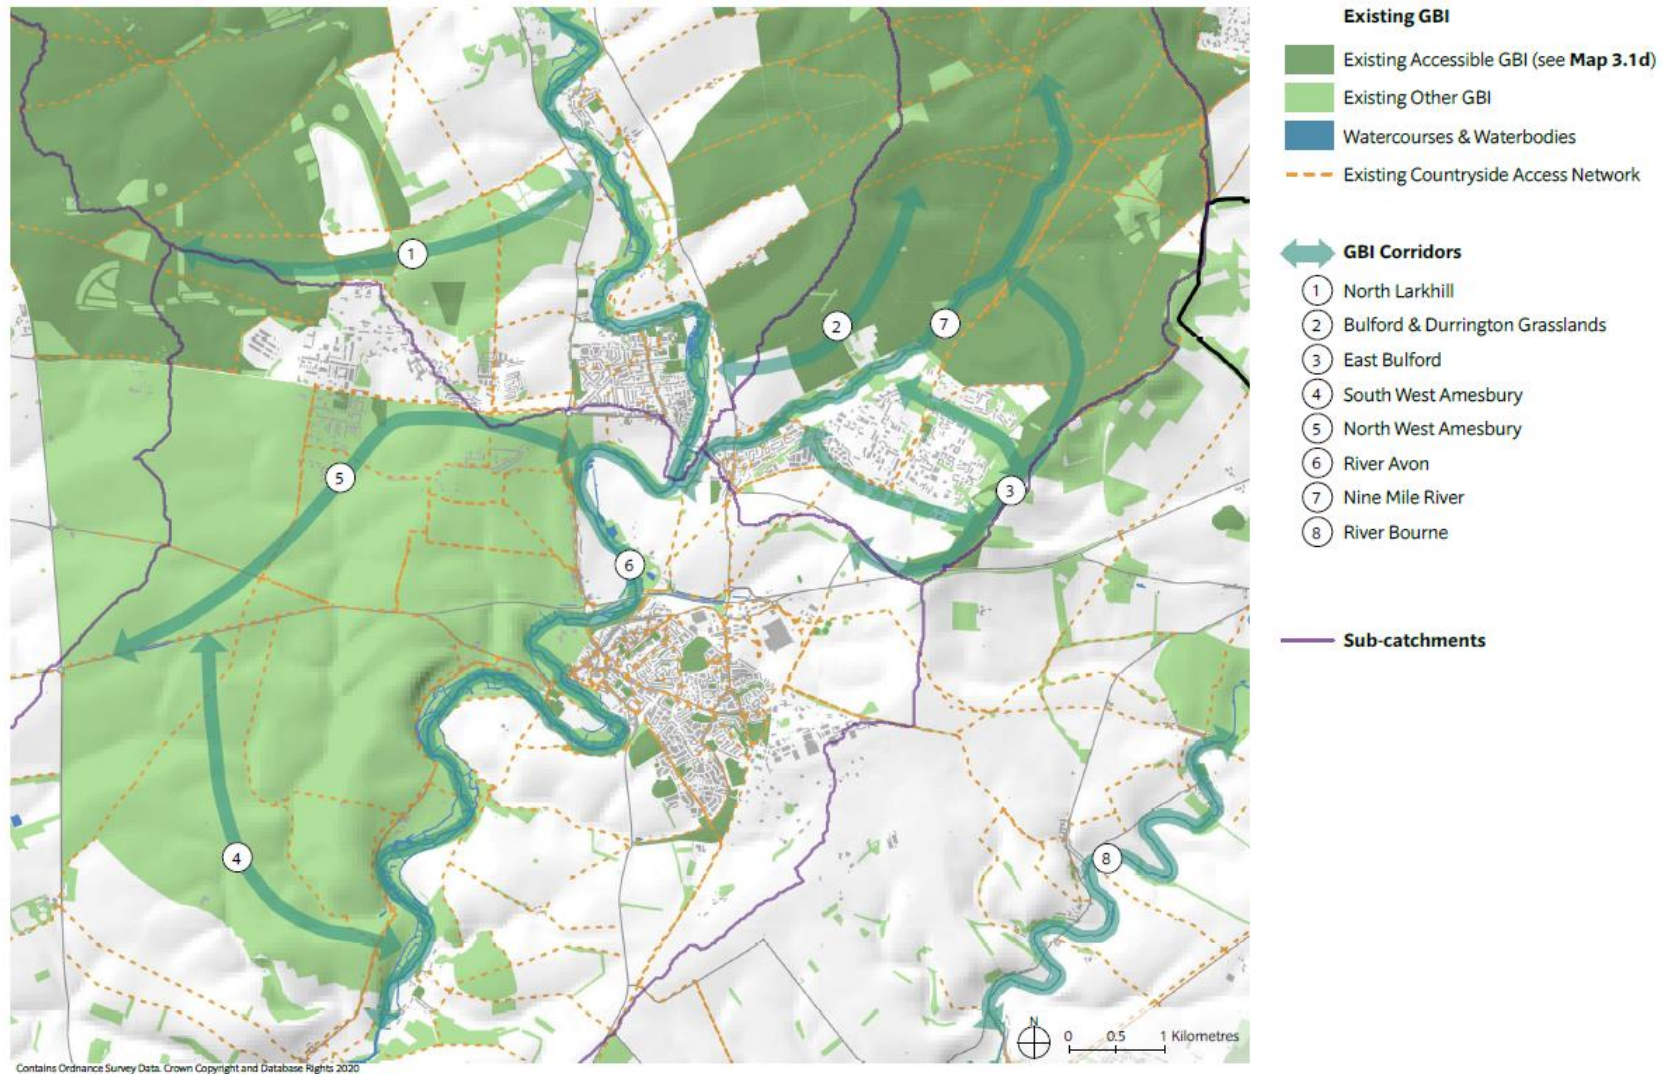 Existing GBI
Existing Accessible GBI (see Map 3.1d)
Existing Other GBI
Watercourses & Waterbodies
Existing Countryside Access Network
GBI Corridors
1 North Larkhill
2 Bulford & Durrington Grasslands
3 East Bulford
4 South West Amesbury
5 North West Amesbury
6 River Avon
7 Nine Mile River
8 River Bourne
Sub-catchments
1
2
7
5
3
6
4
8
N
0 0.5 1 Kilometres
Contains Ordnance Survey Data. Crown Copyright and Database Rights 2020